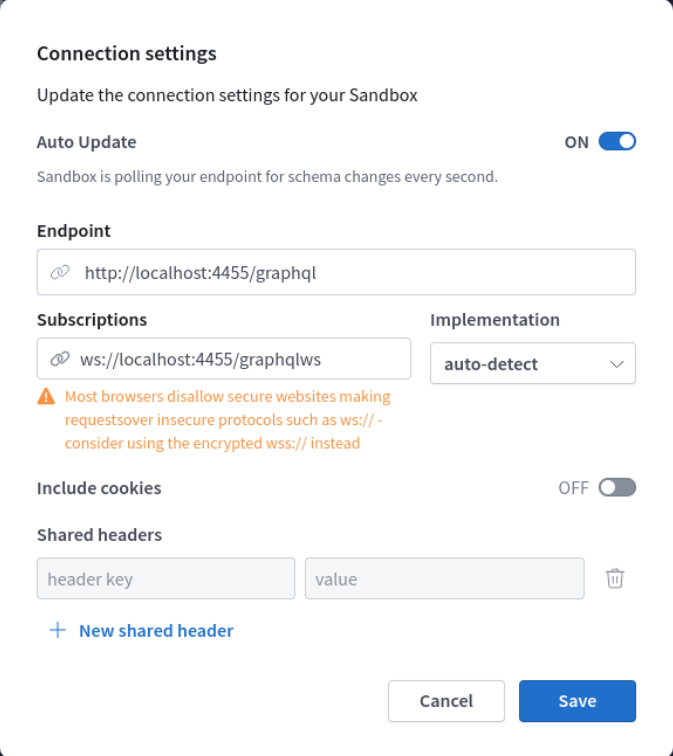 Connection settings
Update the connection settings for your Sandbox
Auto Update
ON
Sandbox is polling your endpoint for schema changes every second.
Endpoint
http://localhost:4455/graphql
Subscriptions
Implementation
ws://localhost:4455/graphqlws
auto-detect
Most browsers disallow secure websites making
requestsover insecure protocols such as ws:// -
consider using the encrypted wss:// instead
Include cookies
OFF
Shared headers
header key
value
New shared header
Cancel
Save